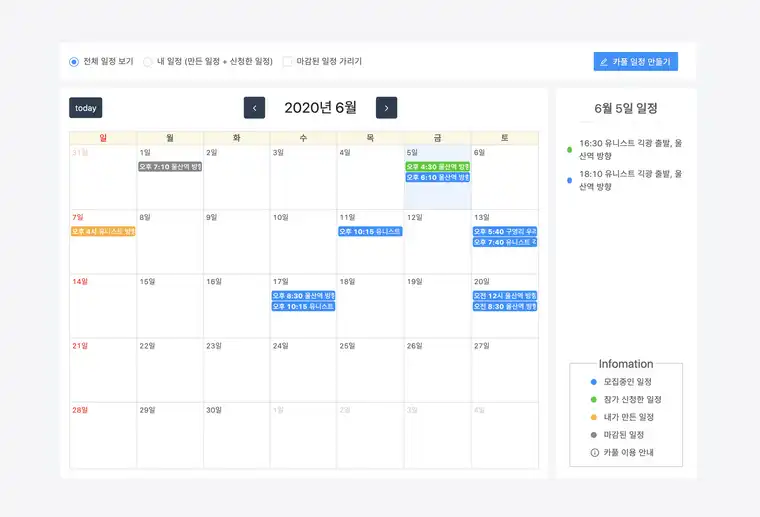 전체 일정 보기 내 일정 (만든 일정 + 신청한 일정) 마감된 일정 가리기
카풀 일정 만들기
today
2020년 6월
일 월 화 수 목 금 토
31일 1일 2일 3일 4일 5일 6일
오후 7:10 울산역 방향
오후 4:30 울산역 방향
오후 6:10 울산역 방향
7일 8일 9일 10일 11일 12일 13일
오후 4시 유니스트 방향
오후 10:15 유니스트
오후 5:40 구영리 우리
오후 7:40 유니스트
14일 15일 16일 17일 18일 19일 20일
오후 8:30 울산역 방향
오후 10:15 유니스트
오전 12시 울산역 방향
오전 8:30 울산역 방향
21일 22일 23일 24일 25일 26일 27일
28일 29일 30일 1일 2일 3일 4일
6월 5일 일정
16:30 유니스트 긱광 출발, 울
산역 방향
18:10 유니스트 긱광 출발, 울
산역 방향
Infomation
모집중인 일정
참가 신청한 일정
내가 만든 일정
마감된 일정
카풀 이용 안내